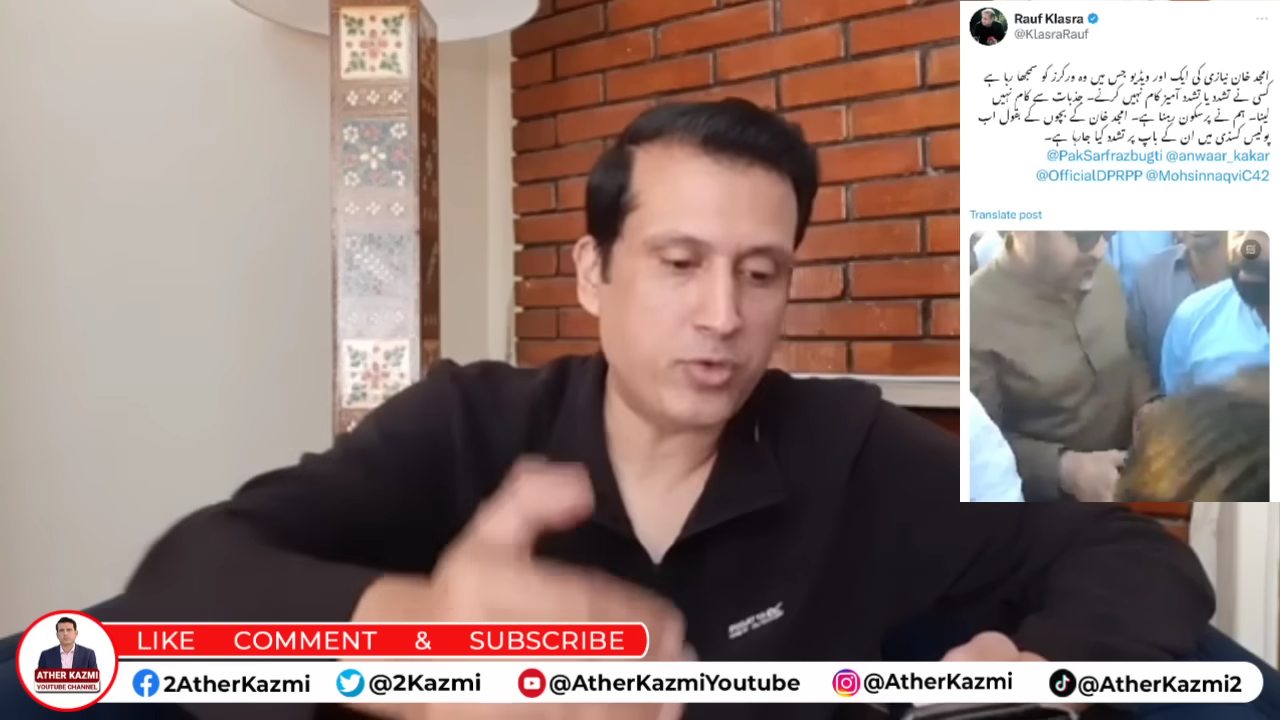 Rauf Klasra
@KlasraRauf
امجد خان نیازی کی ایک اور ویڈیو جس میں وہ ورکرز کو سمجھا رہا ہے
کسی نے تشدد یا تشدد آمیز کام نہیں کرنے۔ جذبات سے کام نہیں
لینا۔ ہم نے پرسکون رہنا ہے۔ امجد خان کے بچوں کے بقول اب
پولیس کسٹڈی میں ان کے باپ پر تشدد کیا جارہا ہے۔
@PakSarfrazbugti @anwaar_kakar
@OfficialDPRPP @MohsinnaqviC42
Translate post
LIKE COMMENT & SUBSCRIBE
ATHER KAZMI
YOUTUBE CHANNEL
2AtherKazmi @2Kazmi @AtherKazmiYoutube @AtherKazmi @AtherKazmi2